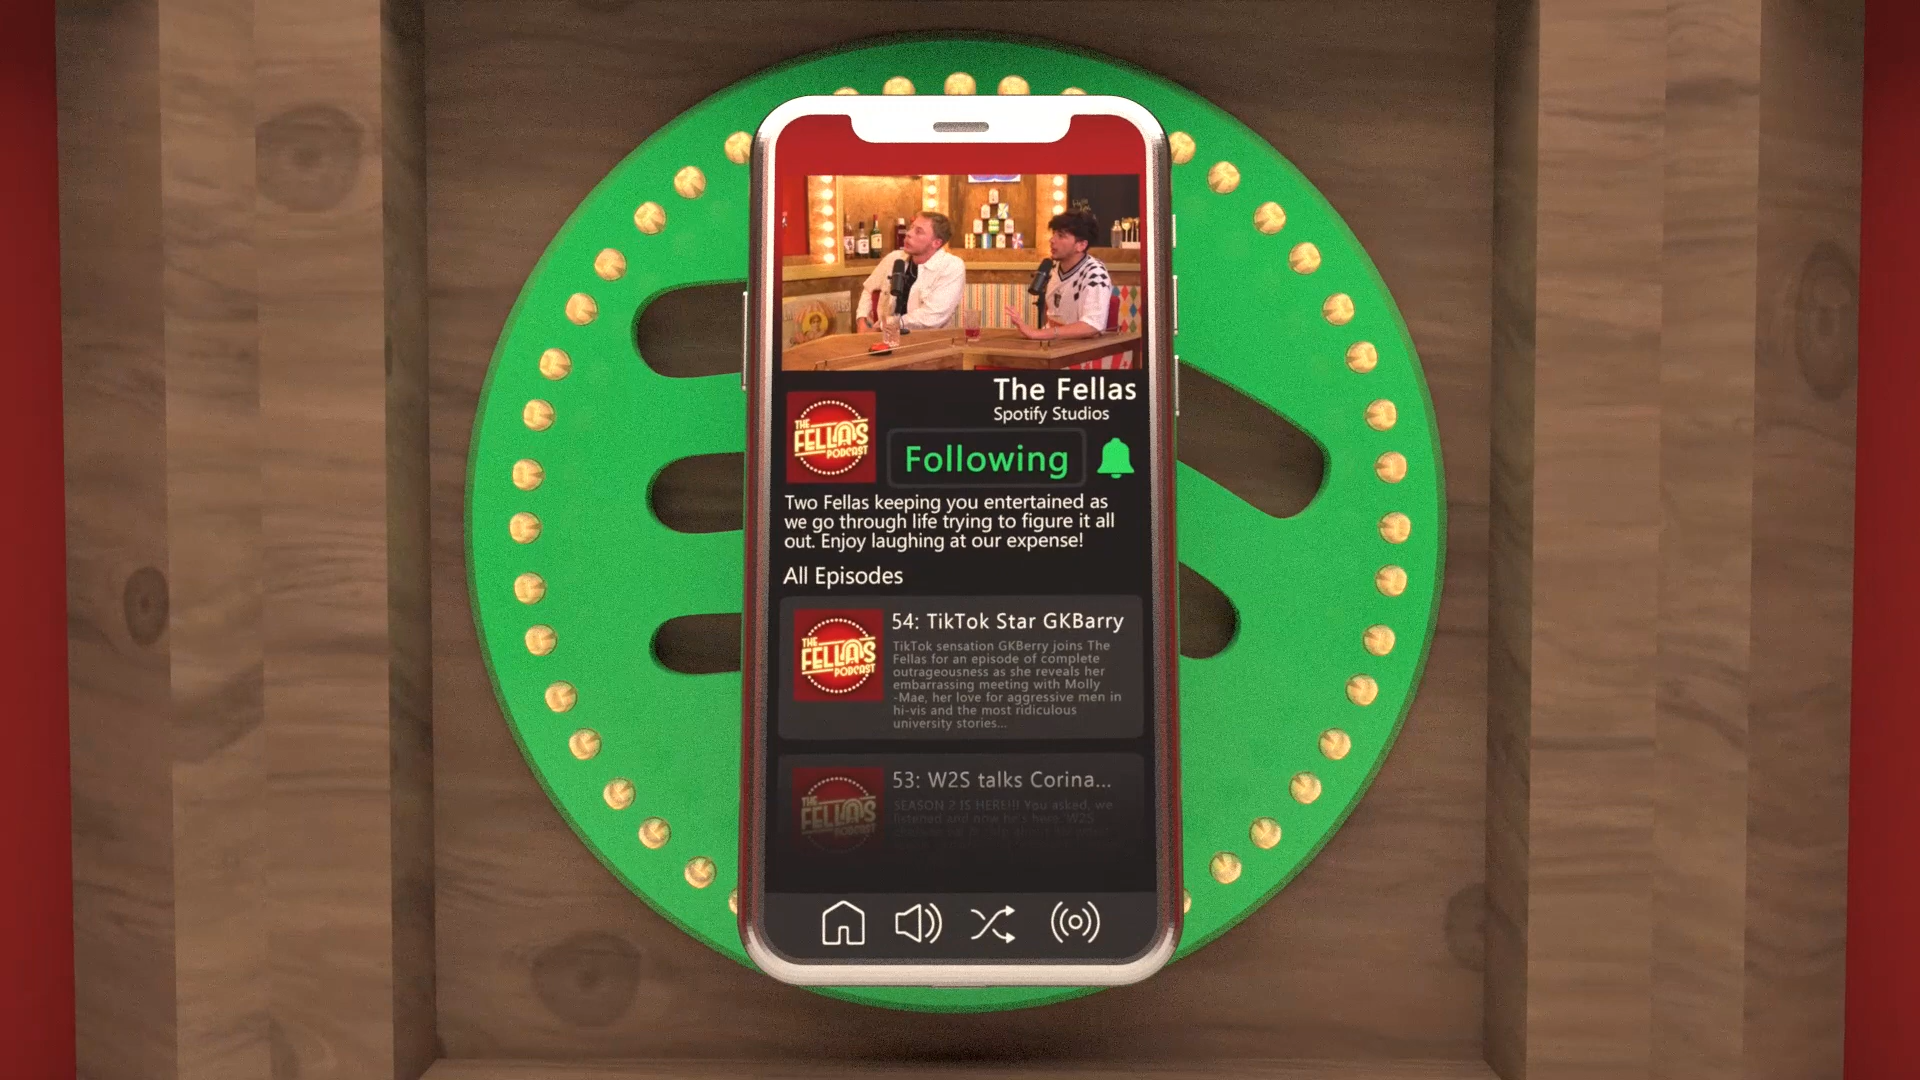 The Fellas
Spotify Studios
THE
FELLAS
PODCAST
Following
Two Fellas keeping you entertained as
we go through life trying to figure it all
out. Enjoy laughing at our expense!
All Episodes
THE
FELLAS
PODCAST
54: TikTok Star GKBarry
TikTok sensation GKBerry joins The
Fellas for an episode of complete
outrageousness as she reveals her
embarrassing meeting with Molly
-Mae, her love for aggressive men in
hi-vis and the most ridiculous
university stories...
THE
FELLAS
PODCAST
53: W2S talks Corina...
SEASON 2 IS HERE!!! You asked, we
listened and now he's here. W2S